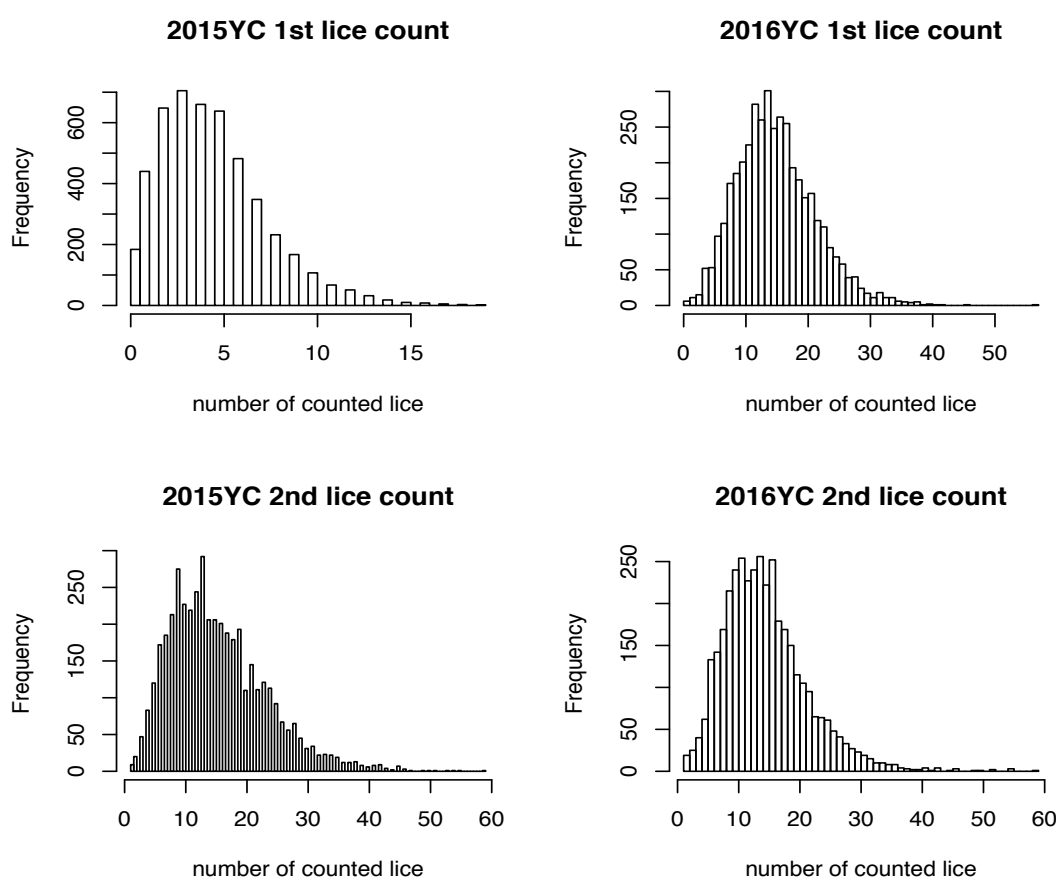 2015YC 1st lice count
Frequency
0 200 400 600
0 5 10 15
number of counted lice
2016YC 1st lice count
Frequency
0 50 150 250
0 10 20 30 40 50
number of counted lice
2015YC 2nd lice count
Frequency
0 50 150 250
0 10 20 30 40 50 60
number of counted lice
2016YC 2nd lice count
Frequency
0 50 150 250
0 10 20 30 40 50 60
number of counted lice